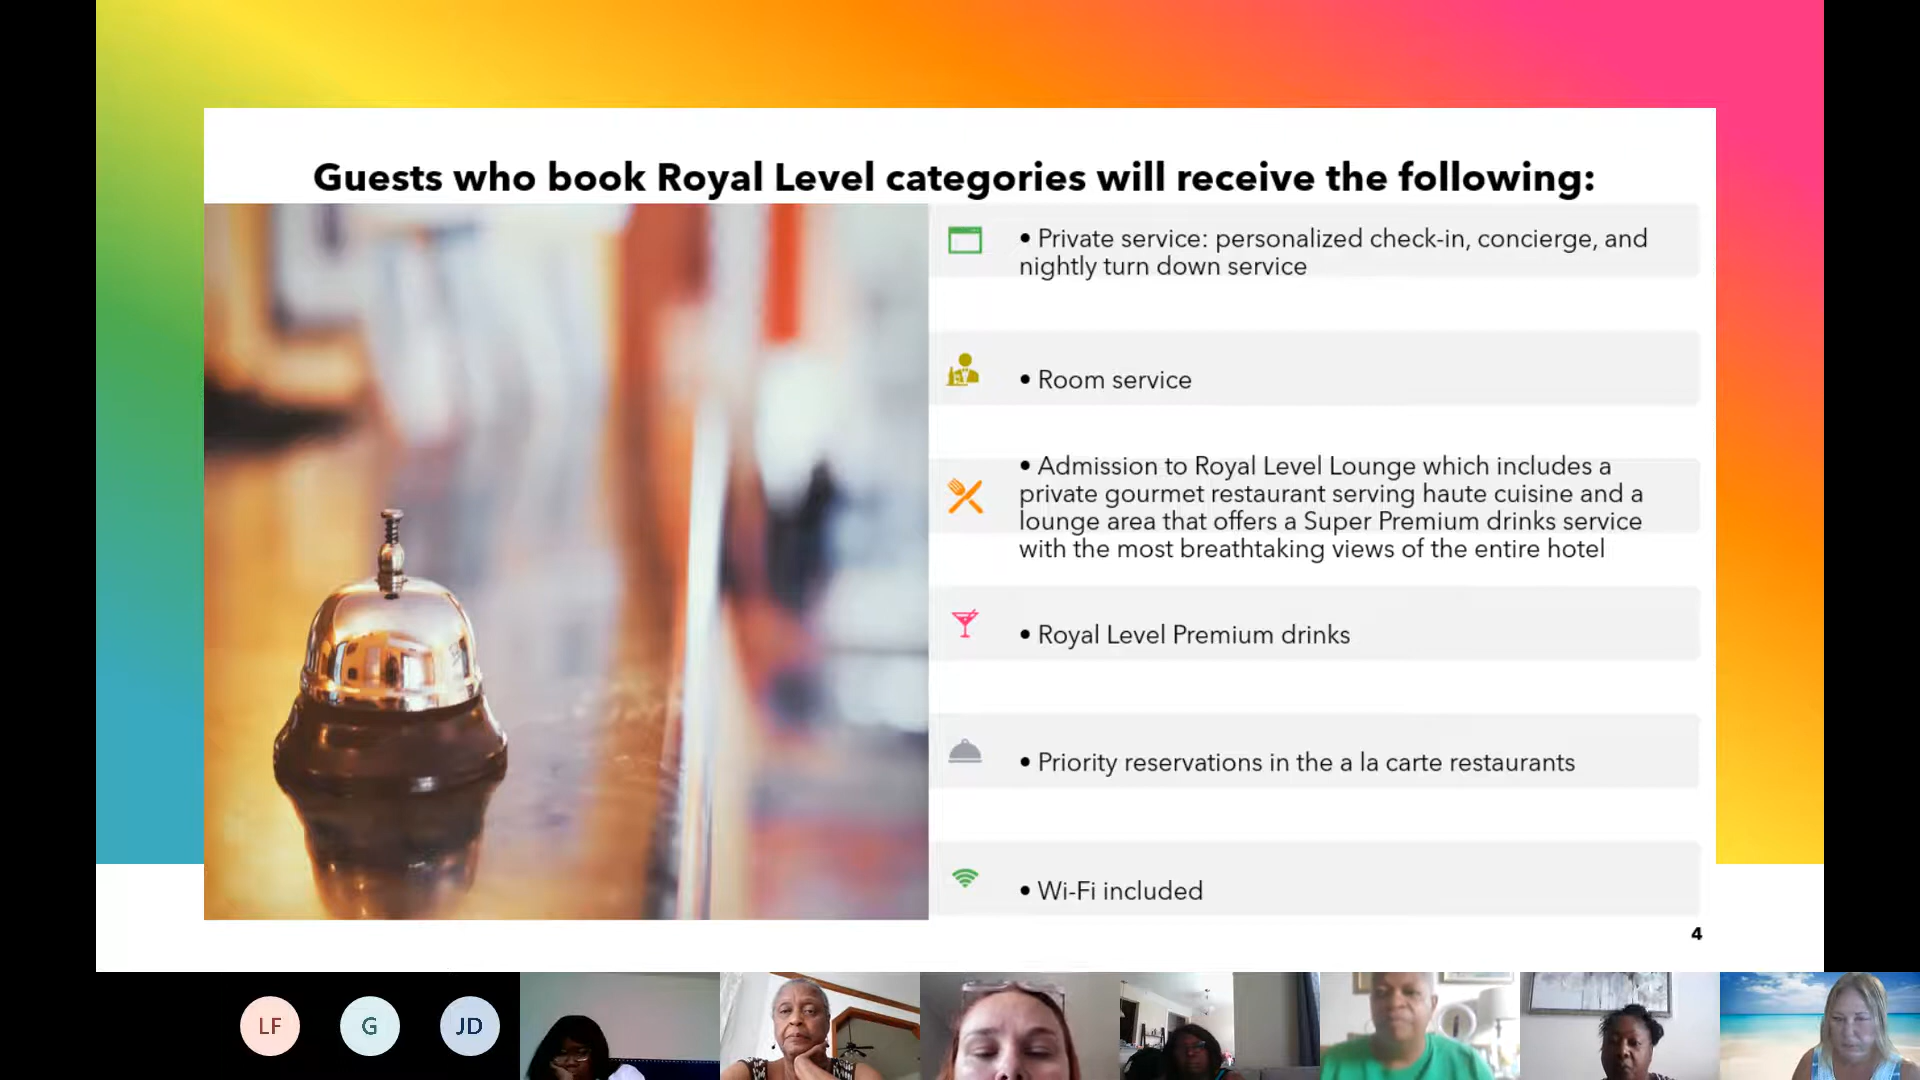 Guests who book Royal Level categories will receive the following:
• Private service: personalized check-in, concierge, and
nightly turn down service
• Room service
• Admission to Royal Level Lounge which includes a
private gourmet restaurant serving haute cuisine and a
lounge area that offers a Super Premium drinks service
with the most breathtaking views of the entire hotel
• Royal Level Premium drinks
• Priority reservations in the a la carte restaurants
• Wi-Fi included
4
LF
G
JD